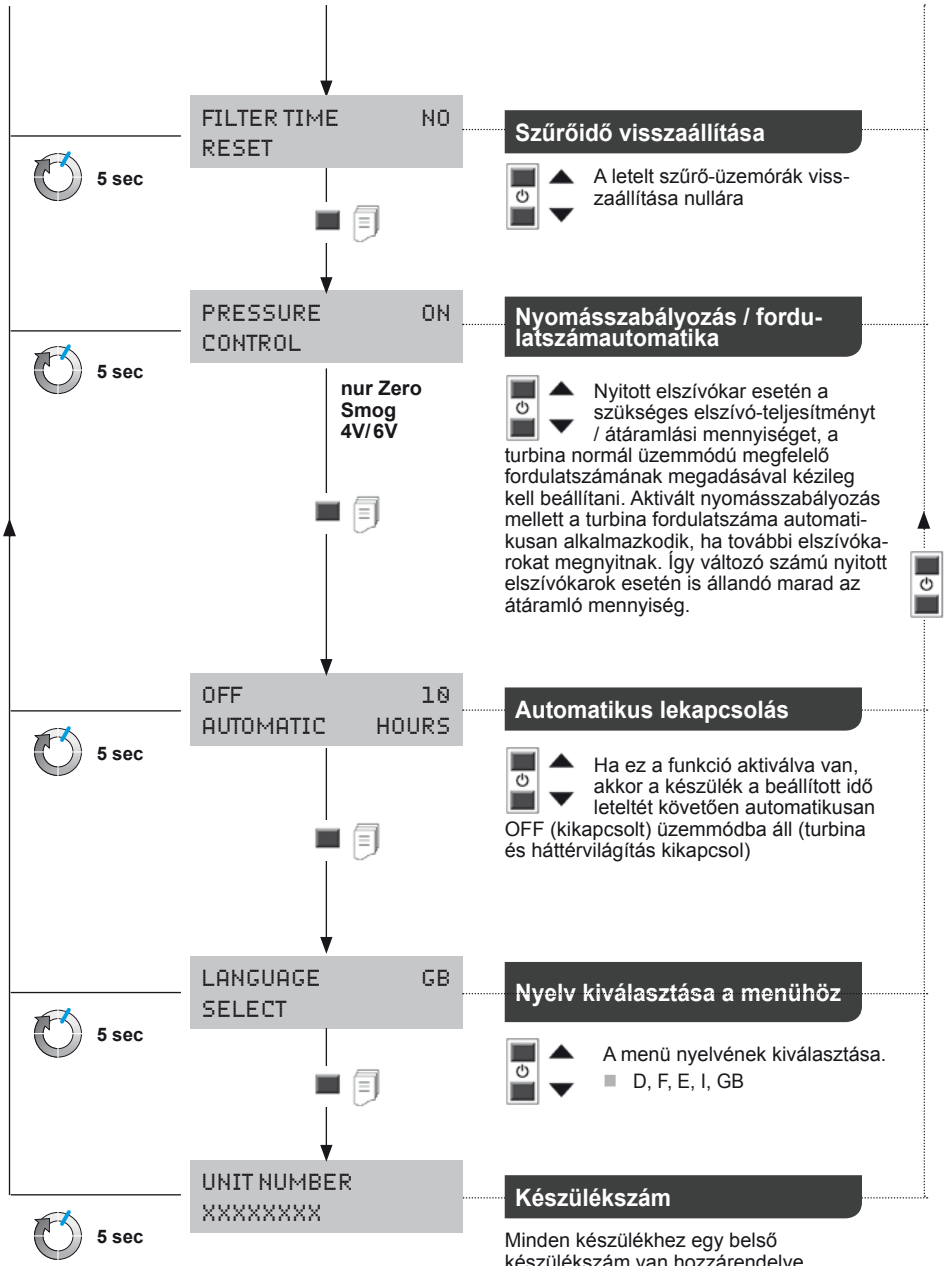 FILTER TIME NO
RESET
Szűrőidő visszaállítása
5 sec
A letelt szűrő-üzemórák visz-
szaállítása nullára
PRESSURE ON
CONTROL
Nyomásszabályozás / fordu-
latszámautomatika
5 sec
nur Zero
Smog
4V/ 6V
Nyitott elszívókar esetén a
szükséges elszívó-teljesítményt
/ átáramlási mennyiséget, a
turbina normál üzemmódú megfelelő
fordulatszámának megadásával kézileg
kell beállítani. Aktivált nyomásszabályozás
mellett a turbina fordulatszáma automati-
kusan alkalmazkodik, ha további elszívóka-
rokat megnyitnak. Így változó számú nyitott
elszívókarok esetén is állandó marad az
átáramló mennyiség.
OFF 10
AUTOMATIC HOURS
Automatikus lekapcsolás
5 sec
Ha ez a funkció aktiválva van,
akkor a készülék a beállított idő
leteltét követően automatikusan
OFF (kikapcsolt) üzemmódba áll (turbina
és háttérvilágítás kikapcsol)
LANGUAGE GB
SELECT
Nyelv kiválasztása a menühöz
5 sec
A menü nyelvének kiválasztása.
D, F, E, I, GB
UNIT NUMBER
XXXXXXXX
Készülékszám
5 sec
Minden készülékhez egy belső
készülékszám van hozzárendelve